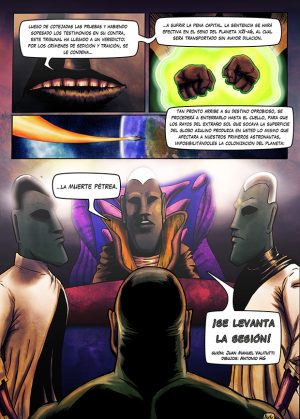 LUEGO DE COTEJADAS LAS PRUEBAS Y HABIENDO
SOPESADO LOS TESTIMONIOS EN SU CONTRA,
ESTE TRIBUNAL HA LLEGADO A UN VEREDICTO:
POR LOS CRÍMENES DE SEDICIÓN Y TRAICIÓN, SE
LE CONDENA...
...A SUFRIR LA PENA CAPITAL. LA SENTENCIA SE HARÁ
EFECTIVA EN EL SENO DEL PLANETA
AL CUAL
SERÁ TRANSPORTADO SIN MAYOR DILACIÓN.
TAN PRONTO ARRIBE A SU DESTINO OPROBIOSO, SE
PROCEDERÁ A ENTERRARLO HASTA EL CUELLO, PARA QUE
LOS RAYOS DEL EXTRAÑO SOL QUE SOCAVA LA SUPERFICIE
DEL GLOBO AZULINO PRODUZCA EN USTED LO MISMO QUE
AFECTARA A NUESTROS PRIMEROS ASTRONAUTAS,
IMPOSIBILITÁNDOLES LA COLONIZACIÓN DEL PLANETA:
...LA MUERTE PÉTREA.
¡SE LEVANTA
LA SESIÓN!
GUIÓN: JUAN MANUEL VALITUTTI
DIBUJOS: ANTONIO MG